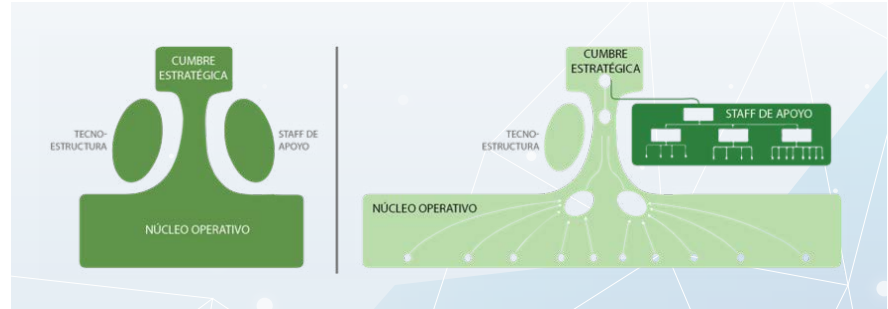 CUMBRE
ESTRATÉGICA
TECNO-
ESTRUCTURA
STAFF DE
APOYO
NÚCLEO OPERATIVO
CUMBRE
ESTRATÉGICA
STAFF DE APOYO
TECNO-
ESTRUCTURA
NÚCLEO OPERATIVO